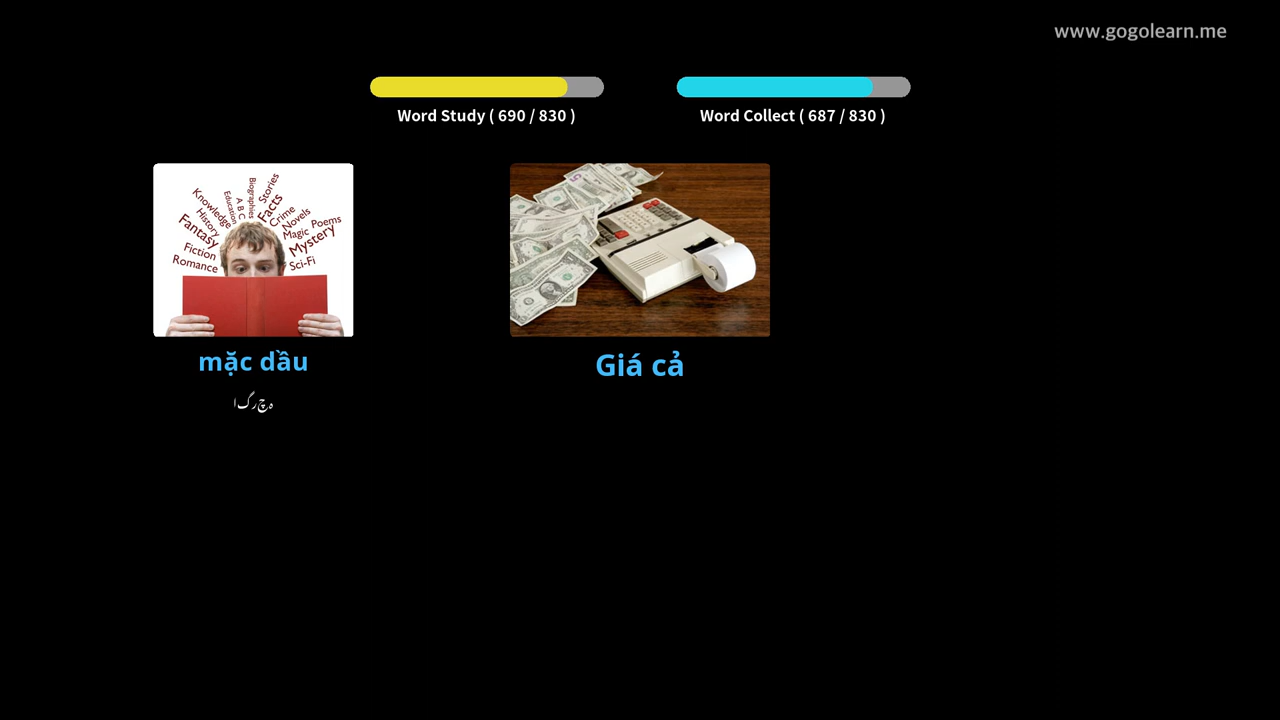 www.gogolearn.me
Word Study ( 690 / 830 )
Word Collect ( 687 / 830 )
Biographies
Stories
Knowledge
Education
A B C
Facts
Crime
History
Novels
Fantasy
Magic
Poems
Mystery
Fiction
Romance
Sci-Fi
mặc dầu
Giá cả
اگرچہ